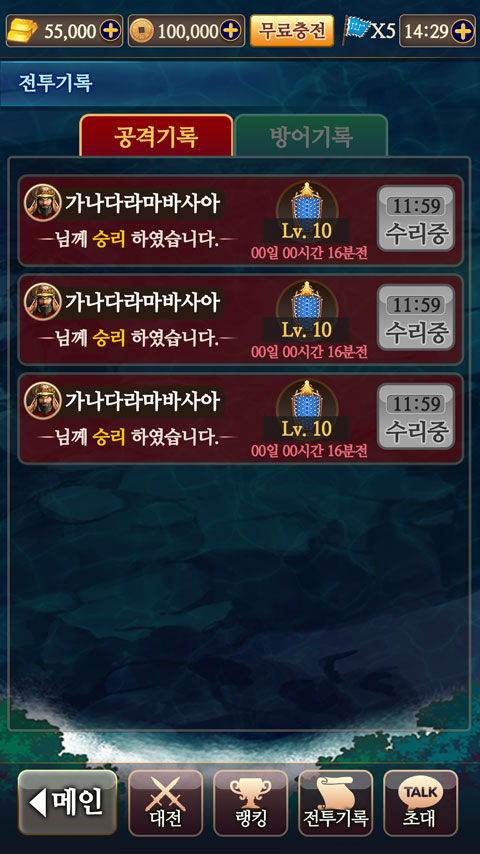 55,000 100,000 무료충전 X5 14:29
전투기록
공격기록 방어기록
가나다라마바사아
님께 승리 하였습니다.
Lv. 10
00일 00시간 16분전
11:59
수리중
가나다라마바사아
님께 승리 하였습니다.
Lv. 10
00일 00시간 16분전
11:59
수리중
가나다라마바사아
님께 승리 하였습니다.
Lv. 10
00일 00시간 16분전
11:59
수리중
메인
대전
랭킹
전투기록
TALK
초대